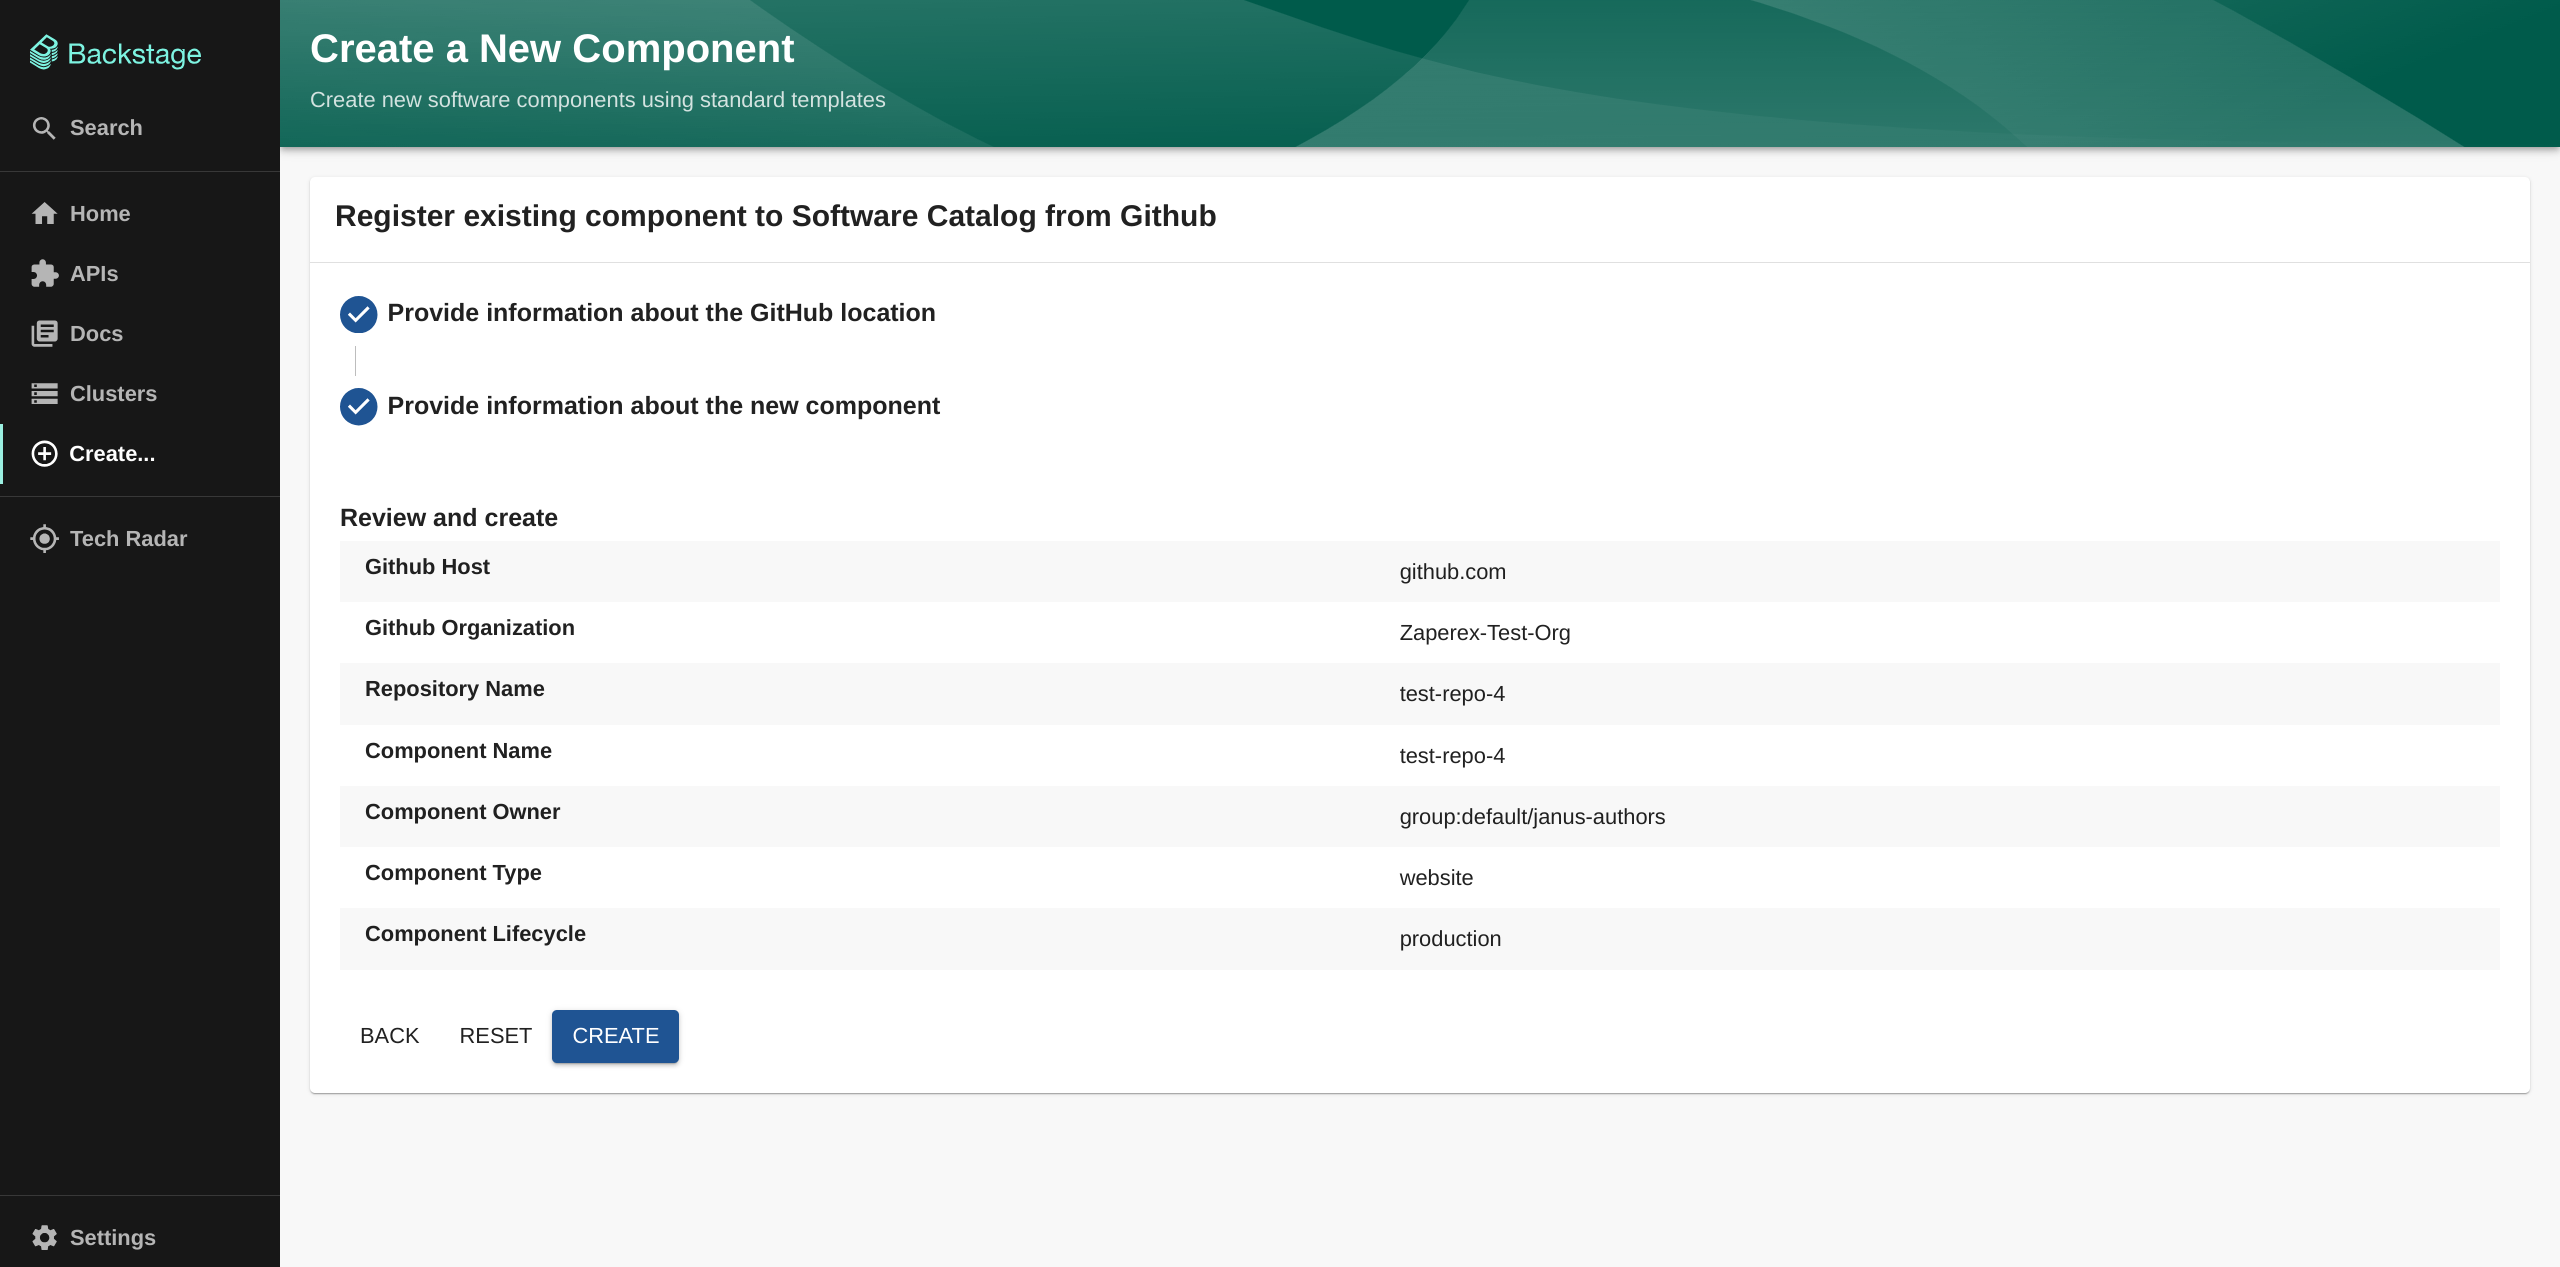 Backstage
Search
Home
APIs
Docs
Clusters
Create...
Tech Radar
Settings
Create a New Component
Create new software components using standard templates
Register existing component to Software Catalog from Github
Provide information about the GitHub location
Provide information about the new component
Review and create
Github Host github.com
Github Organization Zaperex-Test-Org
Repository Name test-repo-4
Component Name test-repo-4
Component Owner group:default/janus-authors
Component Type website
Component Lifecycle production
BACK RESET CREATE